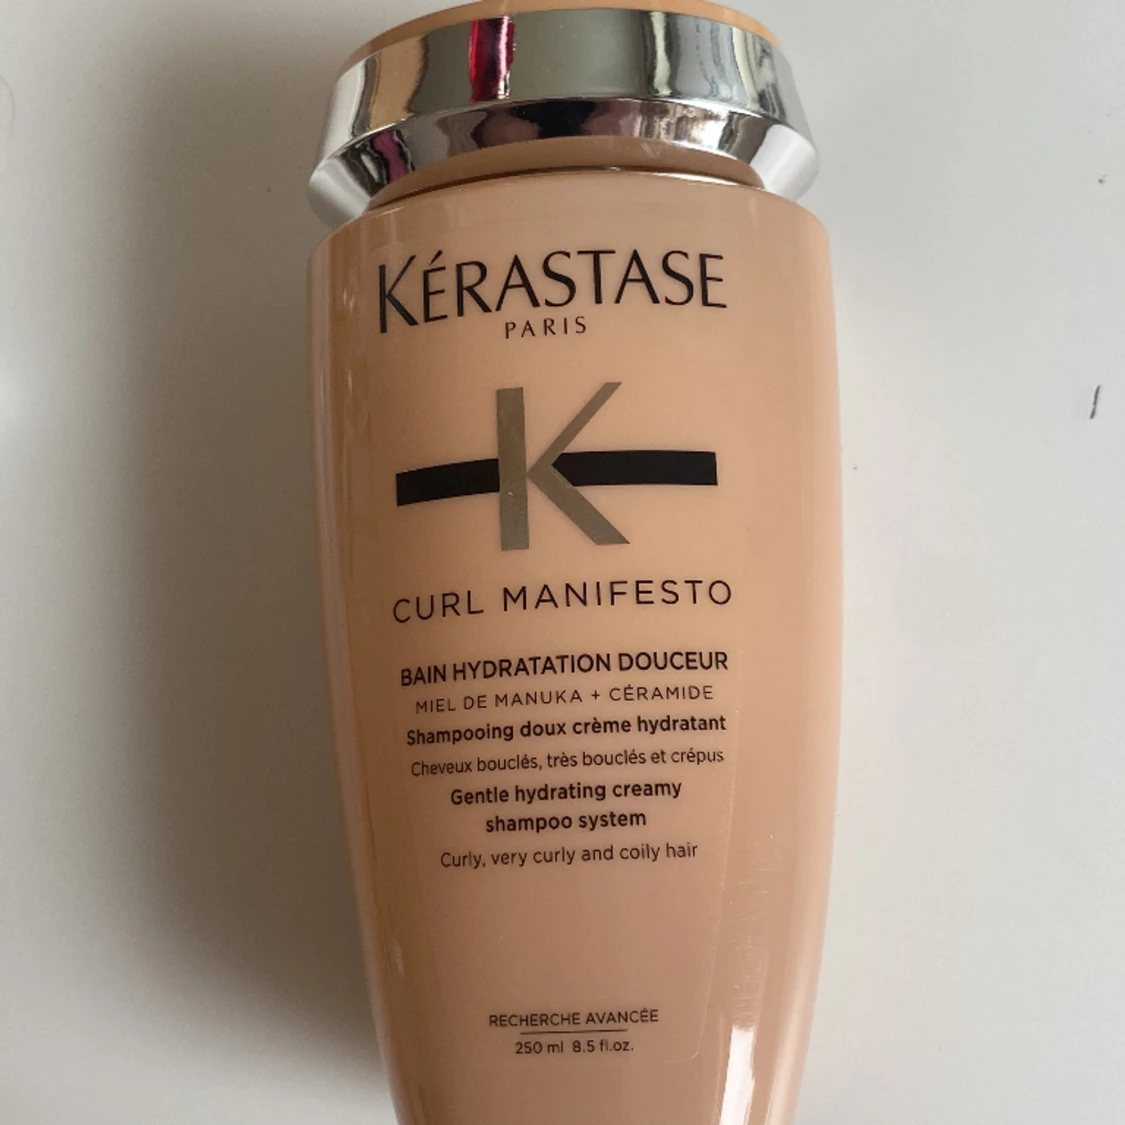 KÉRASTASE
PARIS
K
CURL MANIFESTO
BAIN HYDRATATION DOUCEUR
MIEL DE MANUKA + CÉRAMIDE
Shampooing doux crème hydratant
Cheveux bouclés, très bouclés et crépus
Gentle hydrating creamy
shampoo system
Curly, very curly and coily hair
RECHERCHE AVANCÉE
250 ml 8.5 fl.oz.